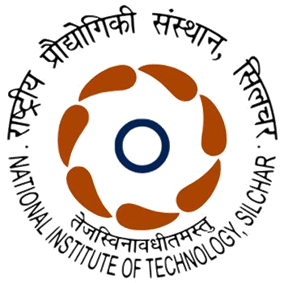 राष्ट्रीय प्रौद्योगिकी संस्थान, सिलचर
तेजस्विनावधीतमस्तु
· NATIONAL INSTITUTE OF TECHNOLOGY, SILCHAR ·